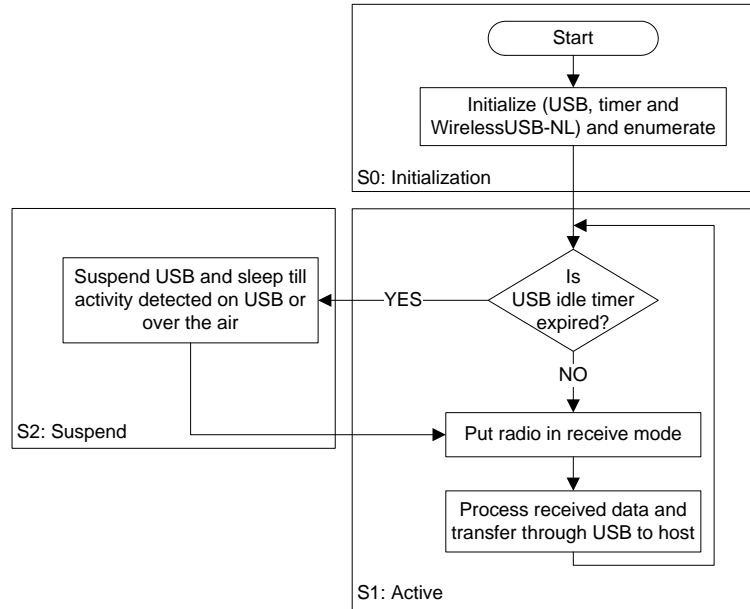 Start
Initialize (USB, timer and
WirelessUSB-NL) and enumerate
S0: Initialization
Suspend USB and sleep till
activity detected on USB or
over the air
S2: Suspend
YES
Is
USB idle timer
expired?
NO
Put radio in receive mode
Process received data and
transfer through USB to host
S1: Active